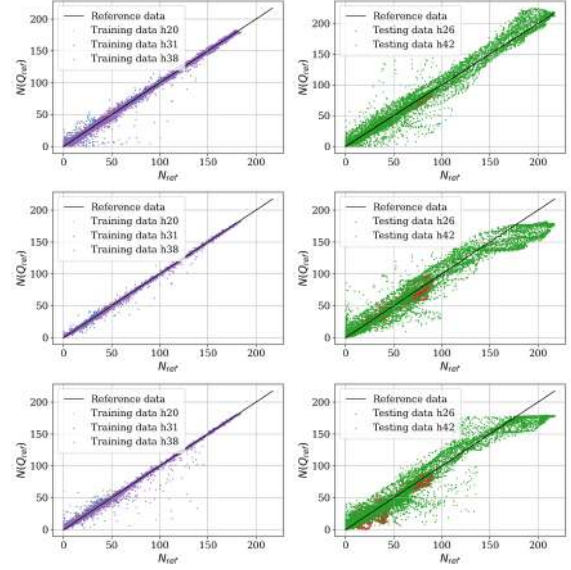 Reference data
Training data h20
Training data h31
Training data h38
N(Q_ref)
200
150
100
50
0
0 50 100 150 200
N_ref
Reference data
Testing data h26
Testing data h42
N(Q_ref)
200
150
100
50
0
0 50 100 150 200
N_ref
Reference data
Training data h20
Training data h31
Training data h38
N(Q_ref)
200
150
100
50
0
0 50 100 150 200
N_ref
Reference data
Testing data h26
Testing data h42
N(Q_ref)
200
150
100
50
0
0 50 100 150 200
N_ref
Reference data
Training data h20
Training data h31
Training data h38
N(Q_ref)
200
150
100
50
0
0 50 100 150 200
N_ref
Reference data
Testing data h26
Testing data h42
N(Q_ref)
200
150
100
50
0
0 50 100 150 200
N_ref